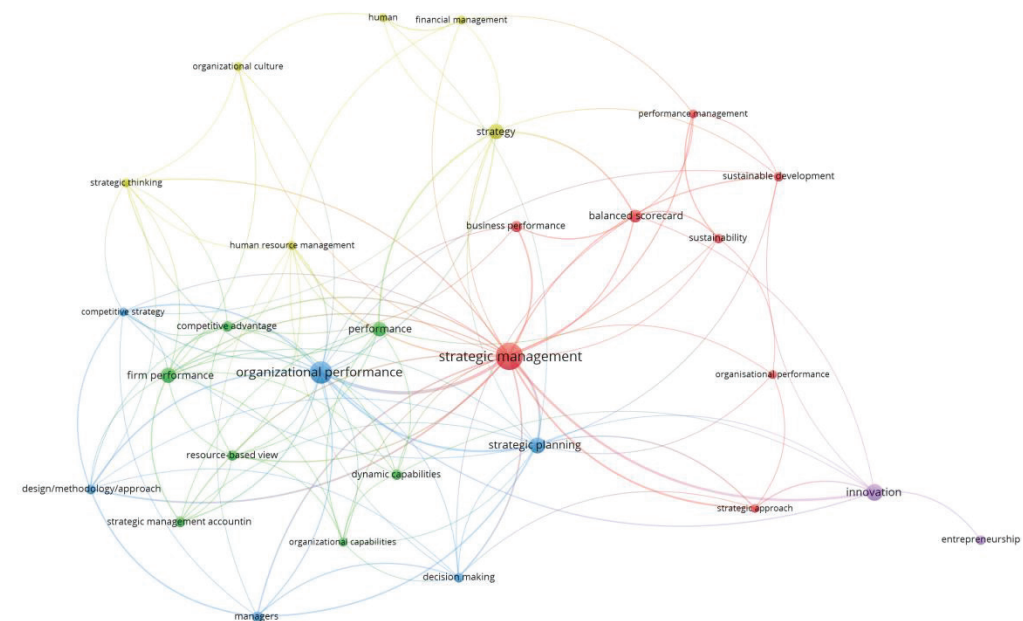 human
financial management
organizational culture
performance management
strategy
sustainable development
strategic thinking
balanced scorecard
business performance
sustainability
human resource management
competitive strategy
competitive advantage
performance
strategic management
organizational performance
firm performance
organisational performance
strategic planning
resource-based view
dynamic capabilities
design/methodology/approach
innovation
strategic approach
strategic management accountin
organizational capabilities
entrepreneurship
decision making
managers